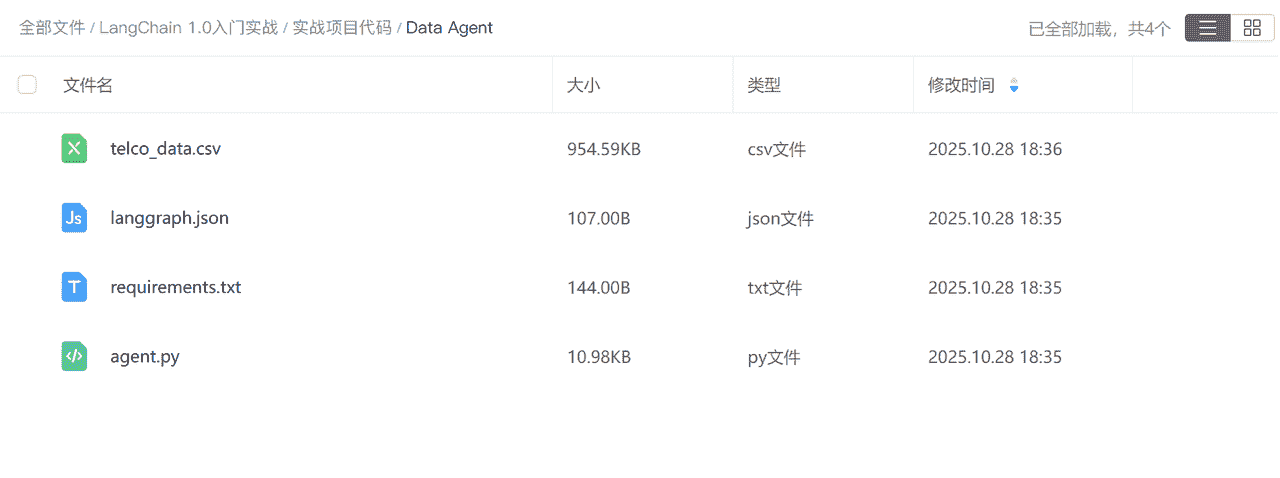 全部文件 / LangChain 1.0入门实战 / 实战项目代码 / Data Agent 已全部加载，共4个
文件名 大小 类型 修改时间
X telco_data.csv 954.59KB csv文件 2025.10.28 18:36
Js langgraph.json 107.00B json文件 2025.10.28 18:35
T requirements.txt 144.00B txt文件 2025.10.28 18:35
</> agent.py 10.98KB py文件 2025.10.28 18:35